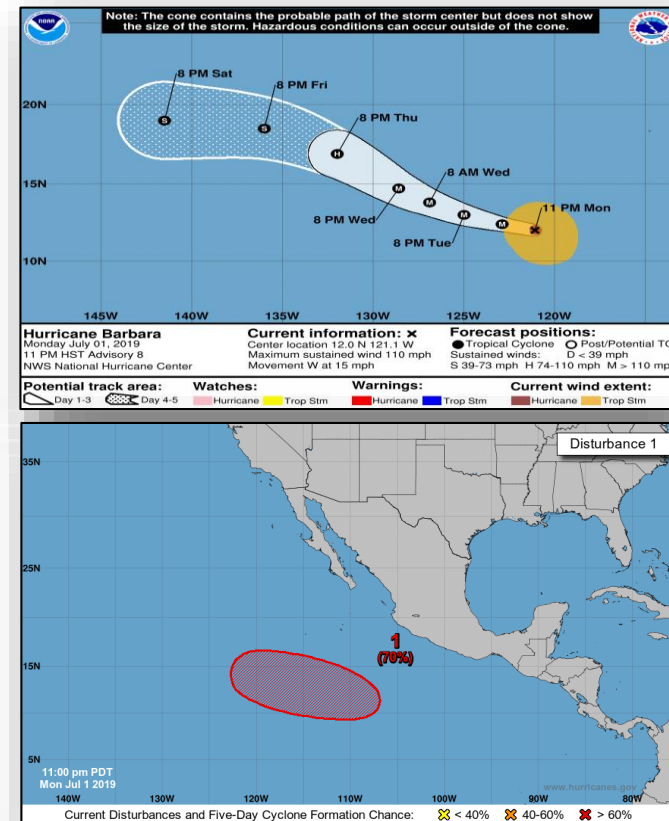 Note: The cone contains the probable path of the storm center but does not show
the size of the storm. Hazardous conditions can occur outside of the cone.
NOAA
8 PM Sat
8 PM Fri
20N
8 PM Thu
S
S
H
15N
8 AM Wed
M
M
8 PM Wed
11 PM Mon
M
M
8 PM Tue
10N
145W 140W 135W 130W 125W 120W
Hurricane Barbara
Monday July 01, 2019
11 PM HST Advisory 8
NWS National Hurricane Center
Current information: x
Center location 12.0 N 121.1 W
Maximum sustained wind 110 mph
Movement W at 15 mph
Forecast positions:
Tropical Cyclone Post/Potential TC
Sustained winds: D < 39 mph
S 39-73 mph H 74-110 mph M > 110 mph
Potential track area:
Day 1-3 Day 4-5
Watches:
Hurricane Trop Stm
Warnings:
Hurricane Trop Stm
Current wind extent:
Hurricane Trop Stm
Disturbance 1
35N
25N
1
(70%)
15N
5N
11:00 pm PDT
Mon Jul 1 2019
www.hurricanes.gov
140W 130W 120W 110W 100W 90W 80W
Current Disturbances and Five-Day Cyclone Formation Chance: < 40% 40-60% > 60%